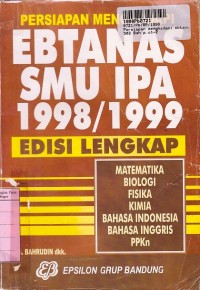 PERSIAPAN MEN
EBTANAS
SMU IPA
1998/1999
EDISI LENGKAP
MATEMATIKA
BIOLOGI
FISIKA
KIMIA
BAHASA INDONESIA
BAHASA INGGRIS
PPKn
BAHRUDIN dkk.
EPSILON GRUP BANDUNG